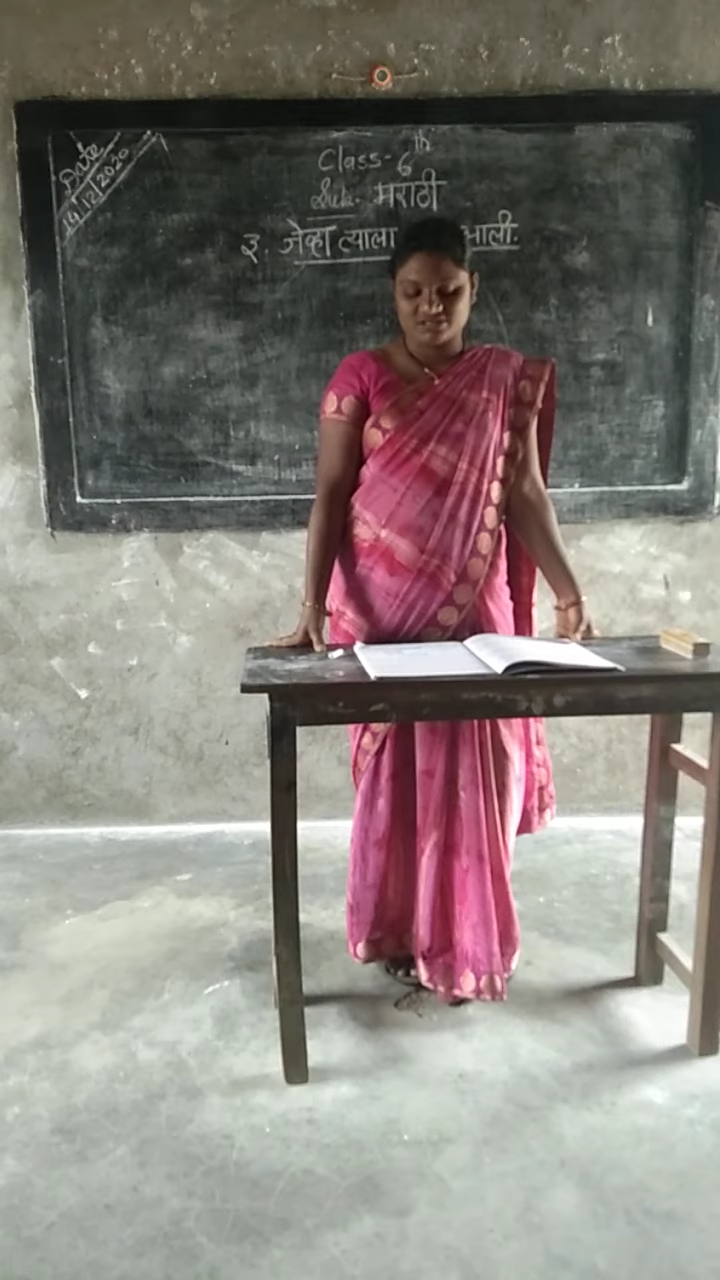 Date
14/12/2020
Class-6th
Sub. मराठी
३. जेव्हा त्याला आली.